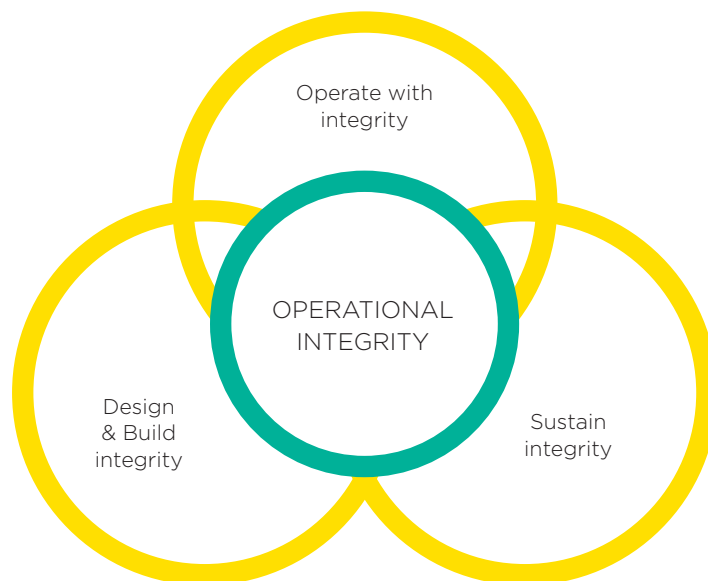 Operate with
integrity
OPERATIONAL
INTEGRITY
Design
& Build
integrity
Sustain
integrity